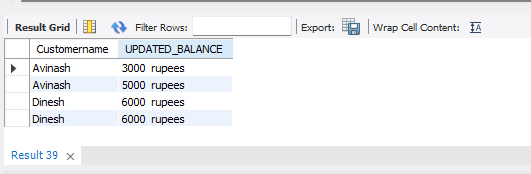 Result Grid Filter Rows: Export: Wrap Cell Content: IA
Customername UPDATED_BALANCE
Avinash 3000 rupees
Avinash 5000 rupees
Dinesh 6000 rupees
Dinesh 6000 rupees
Result 39 ×